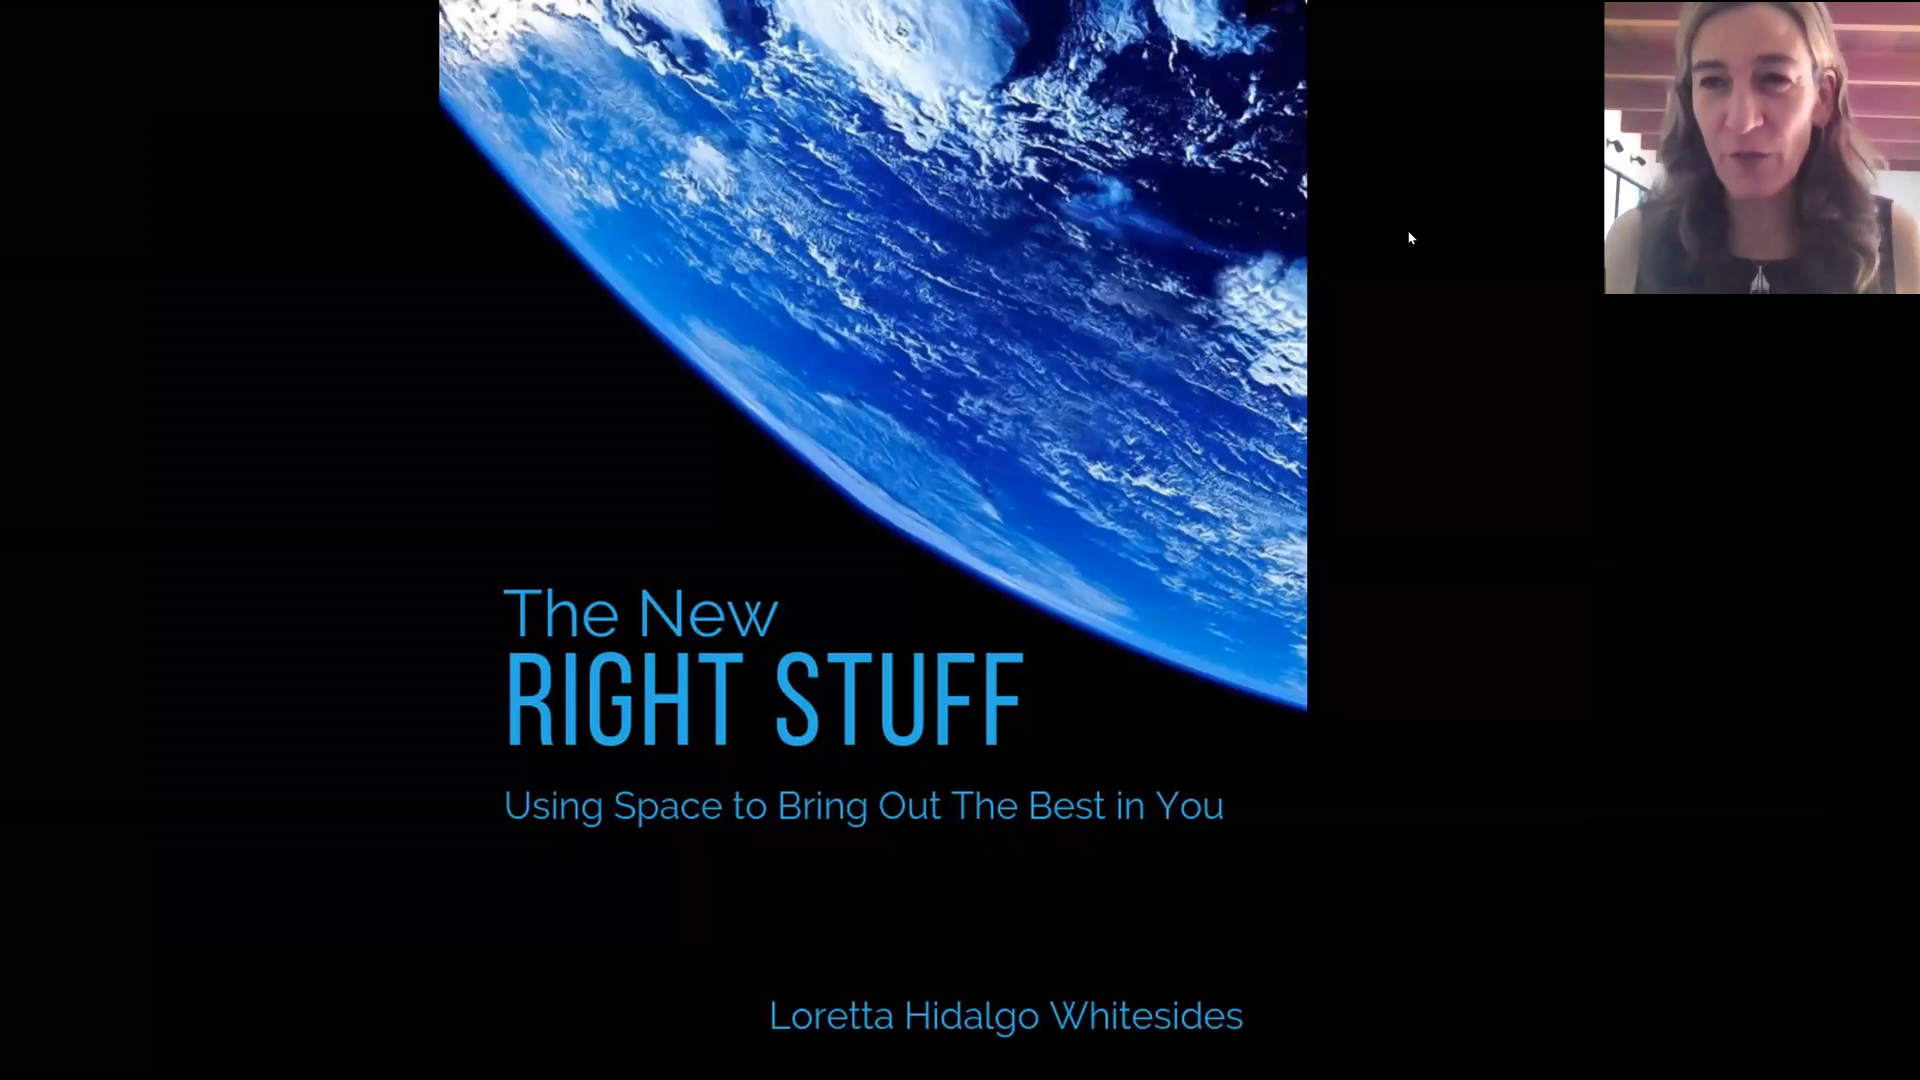 The New
RIGHT STUFF
Using Space to Bring Out The Best in You
Loretta Hidalgo Whitesides